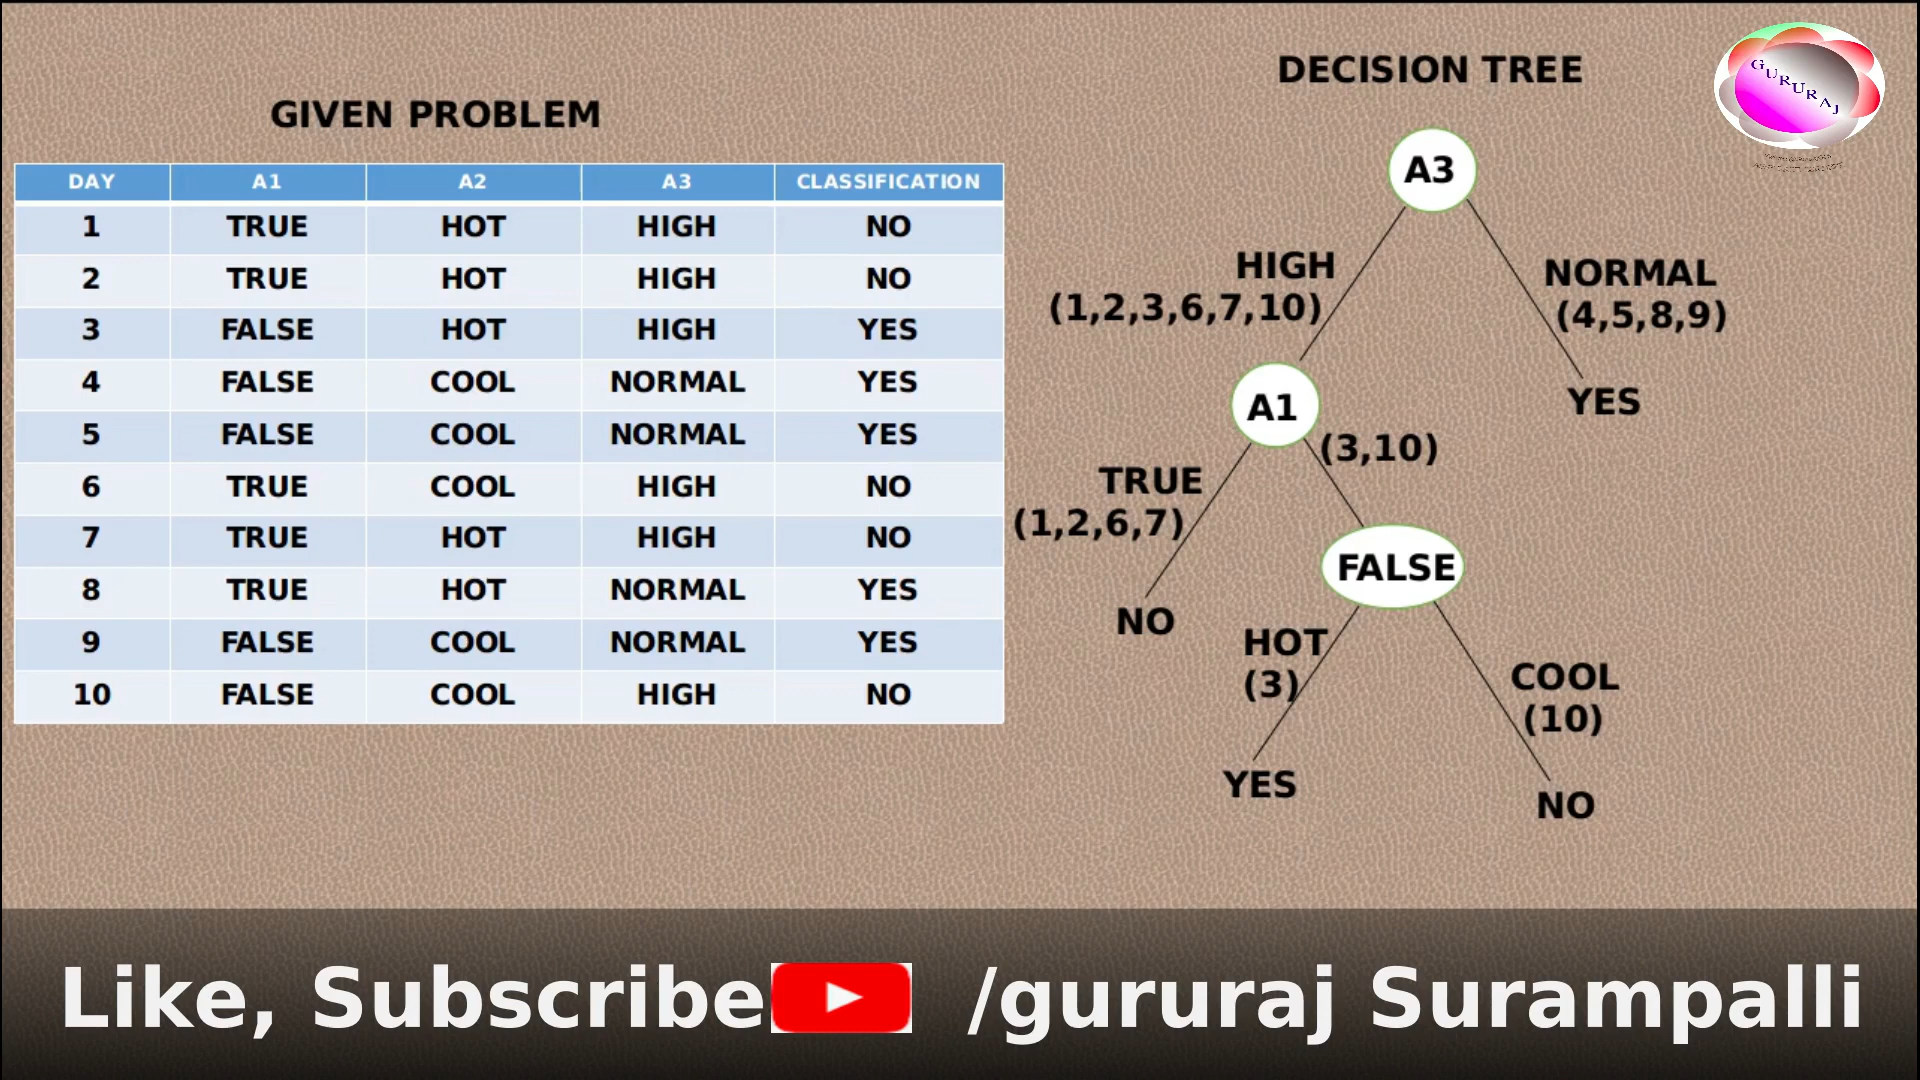 GIVEN PROBLEM
DAY A1 A2 A3 CLASSIFICATION
1 TRUE HOT HIGH NO
2 TRUE HOT HIGH NO
3 FALSE HOT HIGH YES
4 FALSE COOL NORMAL YES
5 FALSE COOL NORMAL YES
6 TRUE COOL HIGH NO
7 TRUE HOT HIGH NO
8 TRUE HOT NORMAL YES
9 FALSE COOL NORMAL YES
10 FALSE COOL HIGH NO
DECISION TREE
A3
HIGH
(1,2,3,6,7,10)
NORMAL
(4,5,8,9)
YES
A1
(3,10)
TRUE
(1,2,6,7)
NO
FALSE
HOT
(3)
YES
COOL
(10)
NO
GURURAJ
Like, Subscribe /gururaj Surampalli